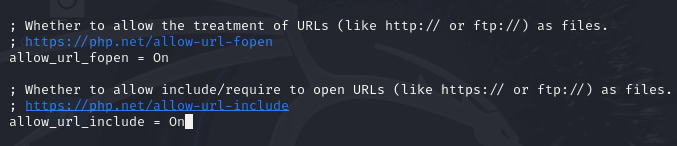 ; Whether to allow the treatment of URLs (like http:// or ftp://) as files.
; https://php.net/allow-url-fopen
allow_url_fopen = On
; Whether to allow include/require to open URLs (like https:// or ftp://) as files.
; https://php.net/allow-url-include
allow_url_include = On